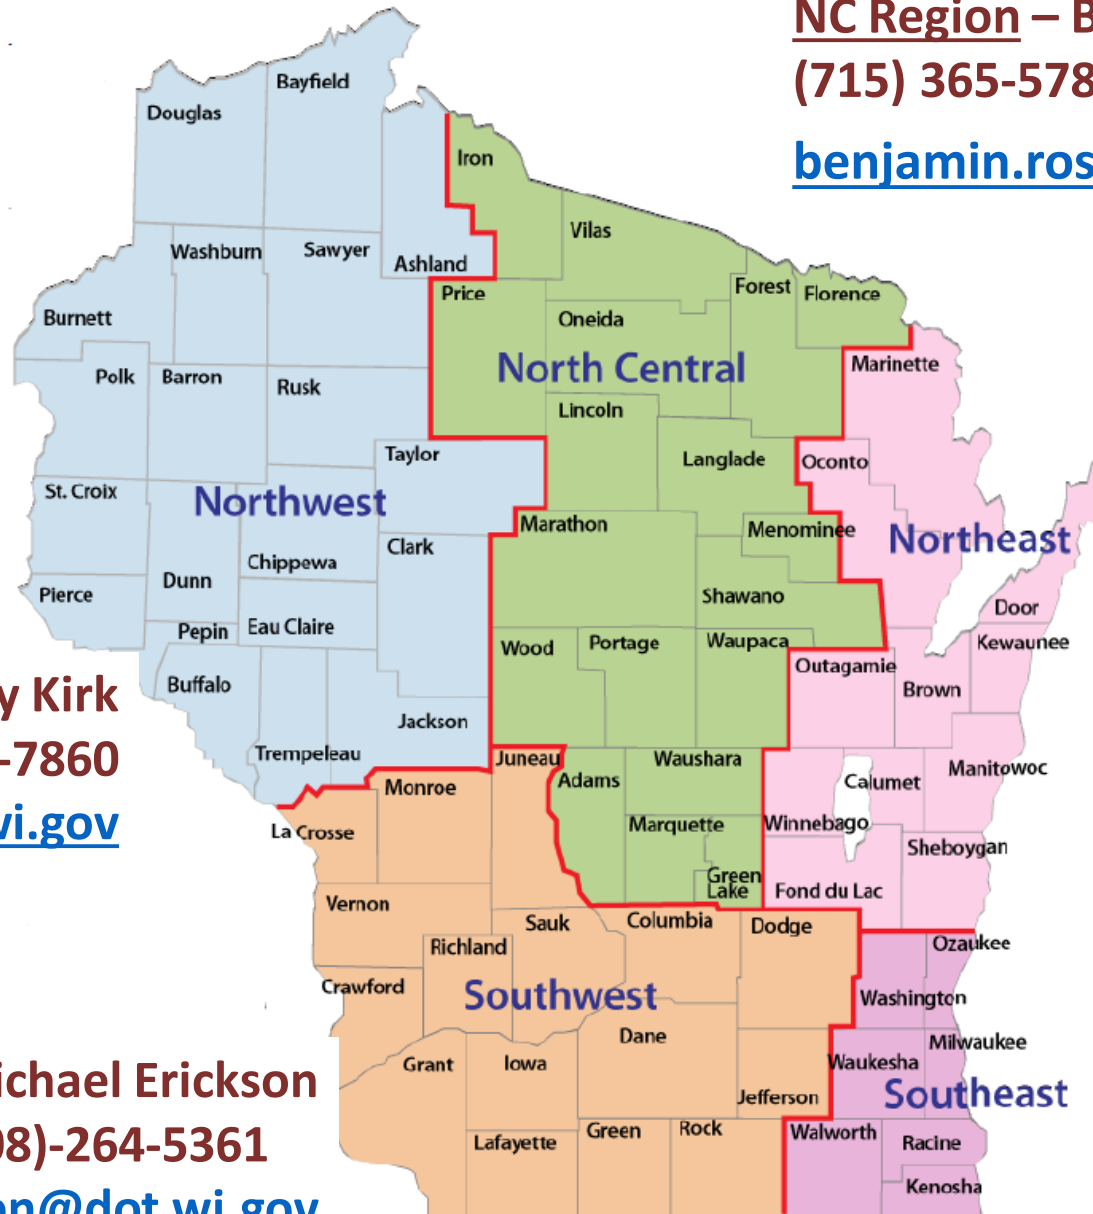 NC Region – B
(715) 365-578
benjamin.ros
Bayfield
Douglas
Iron
Vilas
Washburn
Sawyer
Ashland
Price
Forest
Florence
Burnett
Oneida
North Central
Marinette
Polk
Barron
Rusk
Lincoln
Taylor
Langlade
Oconto
St. Croix
Northwest
Marathon
Menominee
Northeast
Clark
Chippewa
Dunn
Pierce
Shawano
Door
Pepin
Eau Claire
Wood
Portage
Waupaca
Kewaunee
Outagamie
Buffalo
Brown
y Kirk
Jackson
-7860
Trempeleau
Juneau
Waushara
Manitowoc
Monroe
Adams
Calumet
vi.gov
La Crosse
Marquette
Winnebago
Sheboygan
Green
Lake
Fond du Lac
Vernon
Sauk
Columbia
Dodge
Richland
Ozaukee
Crawford
Southwest
Washington
Dane
Milwaukee
Grant
Iowa
Waukesha
ichael Erickson
Jefferson
Southeast
08)-264-5361
Lafayette
Green
Rock
Walworth
Racine
Kenosha
on@dot.wi.gov